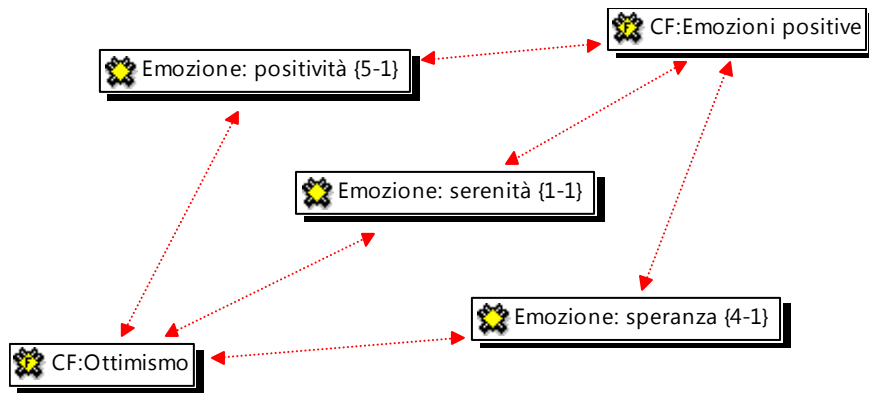 CF:Emozioni positive
Emozione: positività {5-1}
Emozione: serenità {1-1}
Emozione: speranza {4-1}
CF:Ottimismo